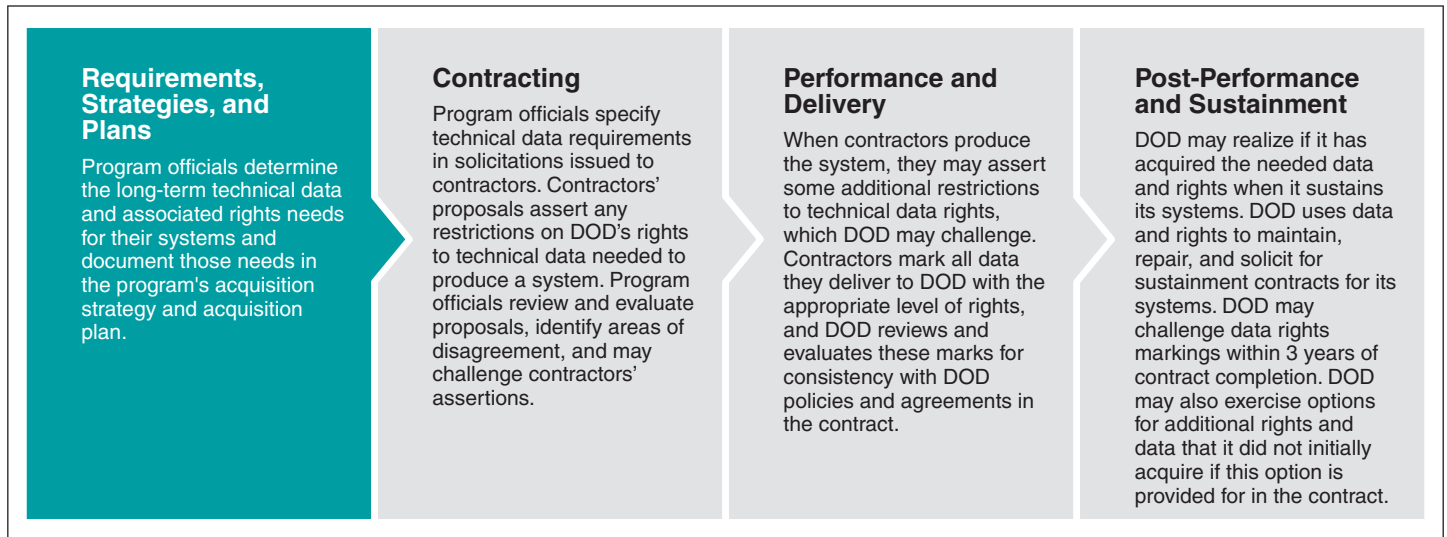 Requirements,
Strategies, and
Plans
Program officials determine
the long-term technical data
and associated rights needs
for their systems and
document those needs in
the program's acquisition
strategy and acquisition
plan.
Contracting
Program officials specify
technical data requirements
in solicitations issued to
contractors. Contractors’
proposals assert any
restrictions on DOD’s rights
to technical data needed to
produce a system. Program
officials review and evaluate
proposals, identify areas of
disagreement, and may
challenge contractors’
assertions.
Performance and
Delivery
When contractors produce
the system, they may assert
some additional restrictions
to technical data rights,
which DOD may challenge.
Contractors mark all data
they deliver to DOD with the
appropriate level of rights,
and DOD reviews and
evaluates these marks for
consistency with DOD
policies and agreements in
the contract.
Post-Performance
and Sustainment
DOD may realize if it has
acquired the needed data
and rights when it sustains
its systems. DOD uses data
and rights to maintain,
repair, and solicit for
sustainment contracts for its
systems. DOD may
challenge data rights
markings within 3 years of
contract completion. DOD
may also exercise options
for additional rights and
data that it did not initially
acquire if this option is
provided for in the contract.